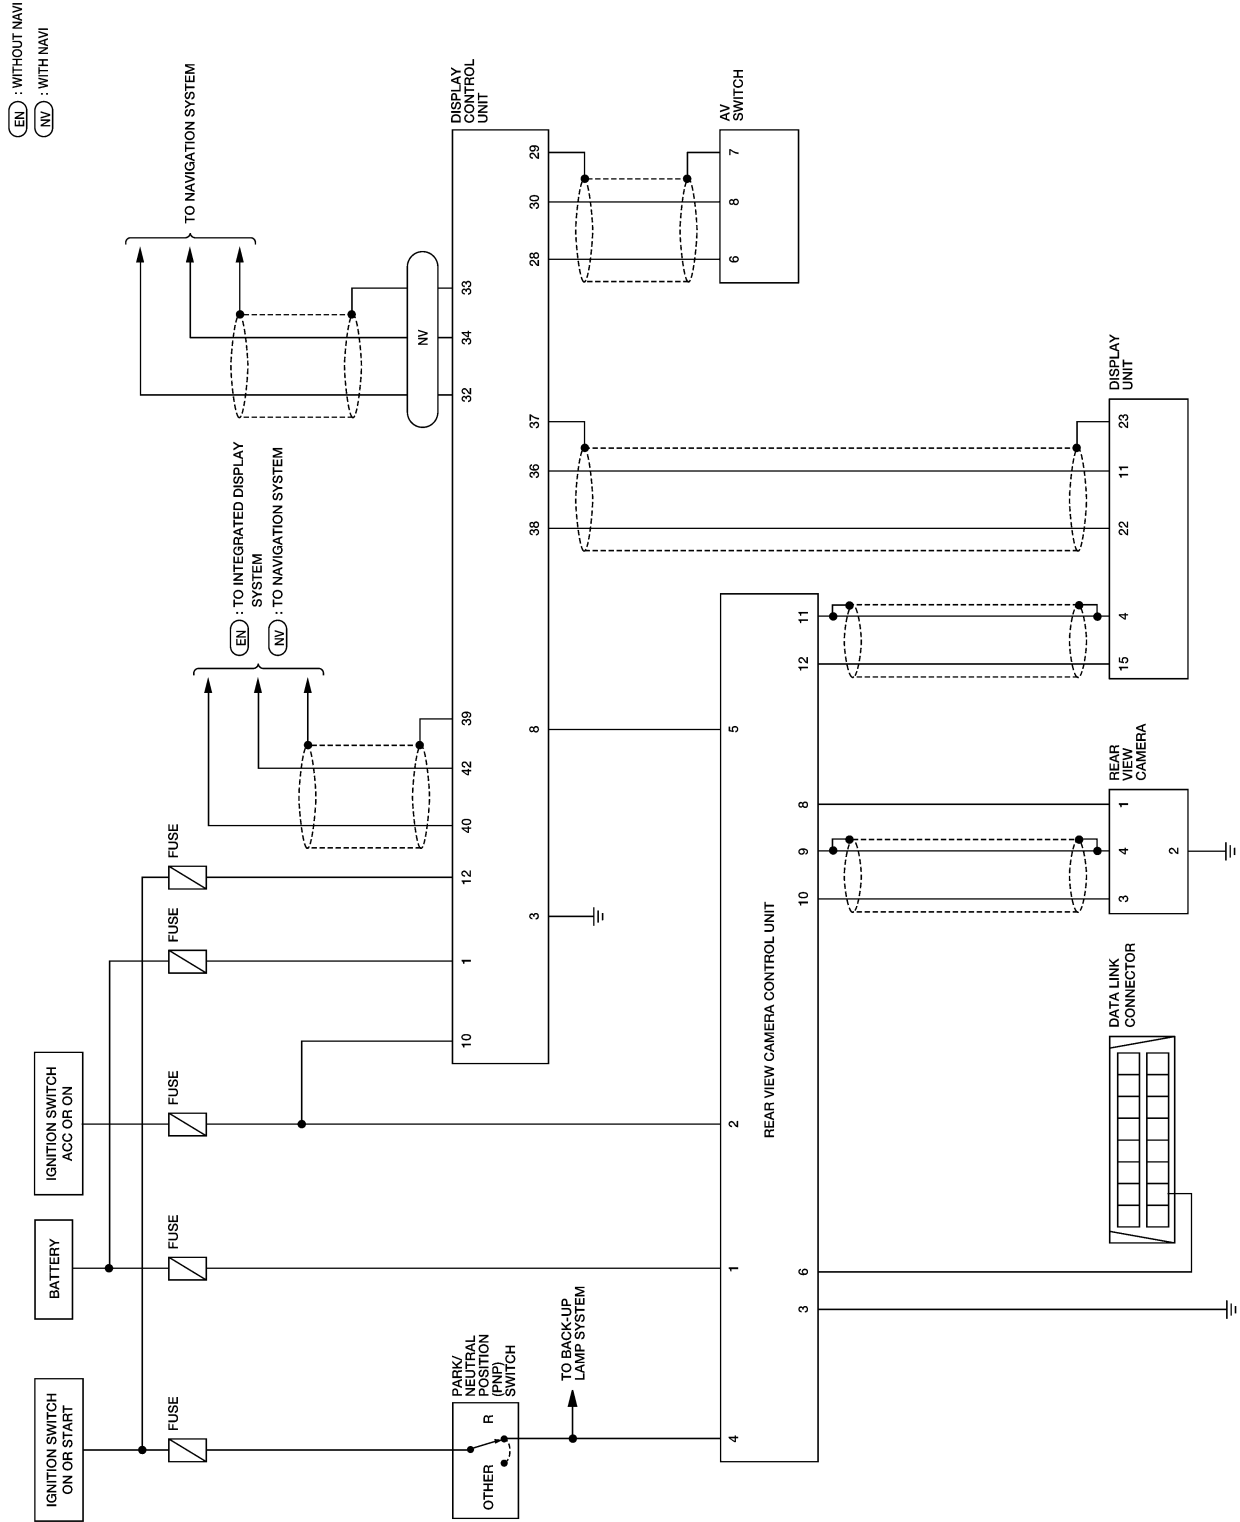 EN : WITHOUT NAVI
NV : WITH NAVI
IGNITION SWITCH
ON OR START
BATTERY
IGNITION SWITCH
ACC OR ON
FUSE
FUSE
FUSE
FUSE
FUSE
TO NAVIGATION SYSTEM
EN : TO INTEGRATED DISPLAY
SYSTEM
NV : TO NAVIGATION SYSTEM
NV
PARK/
NEUTRAL
POSITION
(PNP)
SWITCH
OTHER
R
TO BACK-UP
LAMP SYSTEM
DISPLAY
CONTROL
UNIT
10
1
12
40
42
39
32
34
33
3
8
38
36
37
28
30
29
AV
SWITCH
6
8
7
REAR VIEW CAMERA CONTROL UNIT
4
1
2
5
3
6
10
9
8
12
11
DATA LINK
CONNECTOR
REAR
VIEW
CAMERA
3
4
1
2
DISPLAY
UNIT
15
4
22
11
23